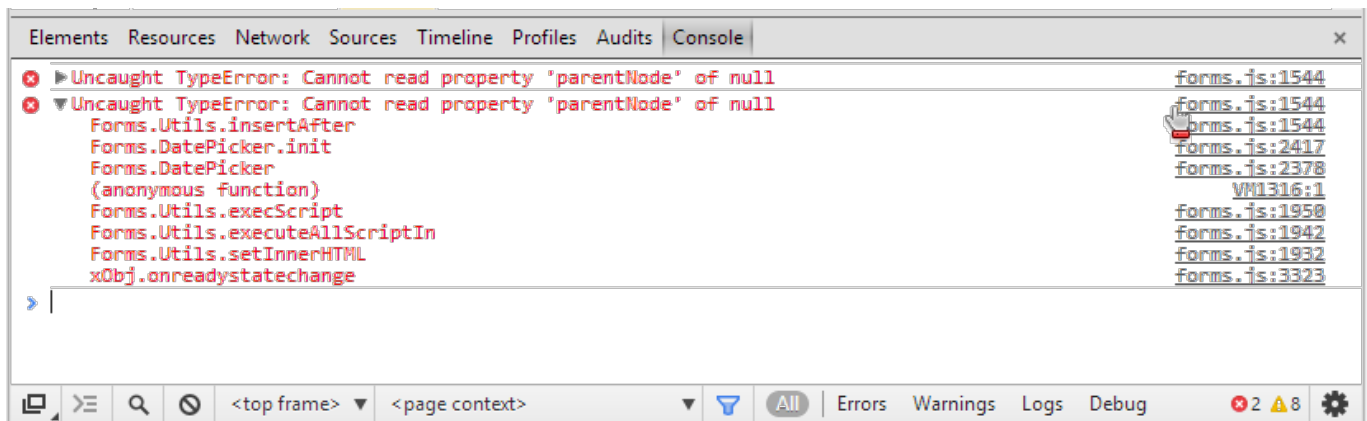 Elements Resources Network Sources Timeline Profiles Audits Console ×
Uncaught TypeError: Cannot read property 'parentNode' of null forms.js:1544
Uncaught TypeError: Cannot read property 'parentNode' of null forms.js:1544
Forms.Utils.insertAfter forms.js:1544
Forms.DatePicker.init forms.js:2417
Forms.DatePicker forms.js:2378
(anonymous function) VM1316:1
Forms.Utils.execScript forms.js:1950
Forms.Utils.executeAllScriptIn forms.js:1942
Forms.Utils.setInnerHTML forms.js:1932
xObj.onreadystatechange forms.js:3323
<top frame> ▼ <page context> ▼ All Errors Warnings Logs Debug 2 8